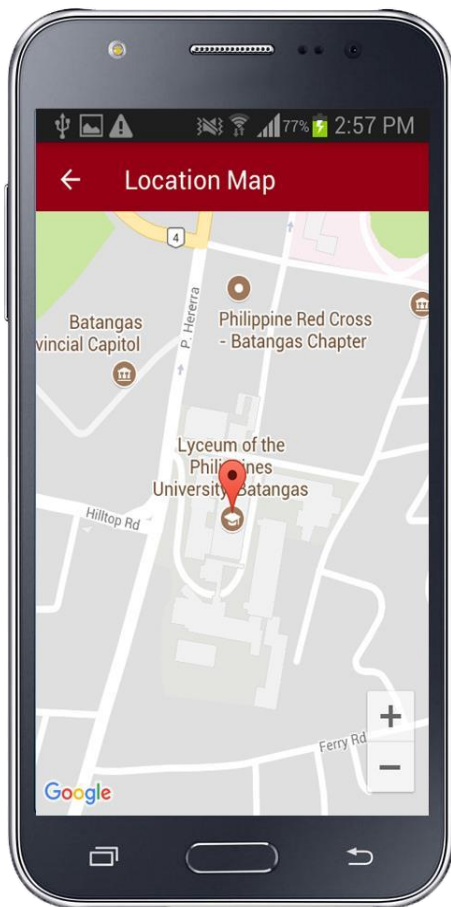 77% 2:57 PM
Location Map
4
P. Hererra
Batangas
vincial Capitol
Philippine Red Cross
- Batangas Chapter
Lyceum of the
Philippines
University Batangas
Hilltop Rd
Ferry Rd
+
−
Google